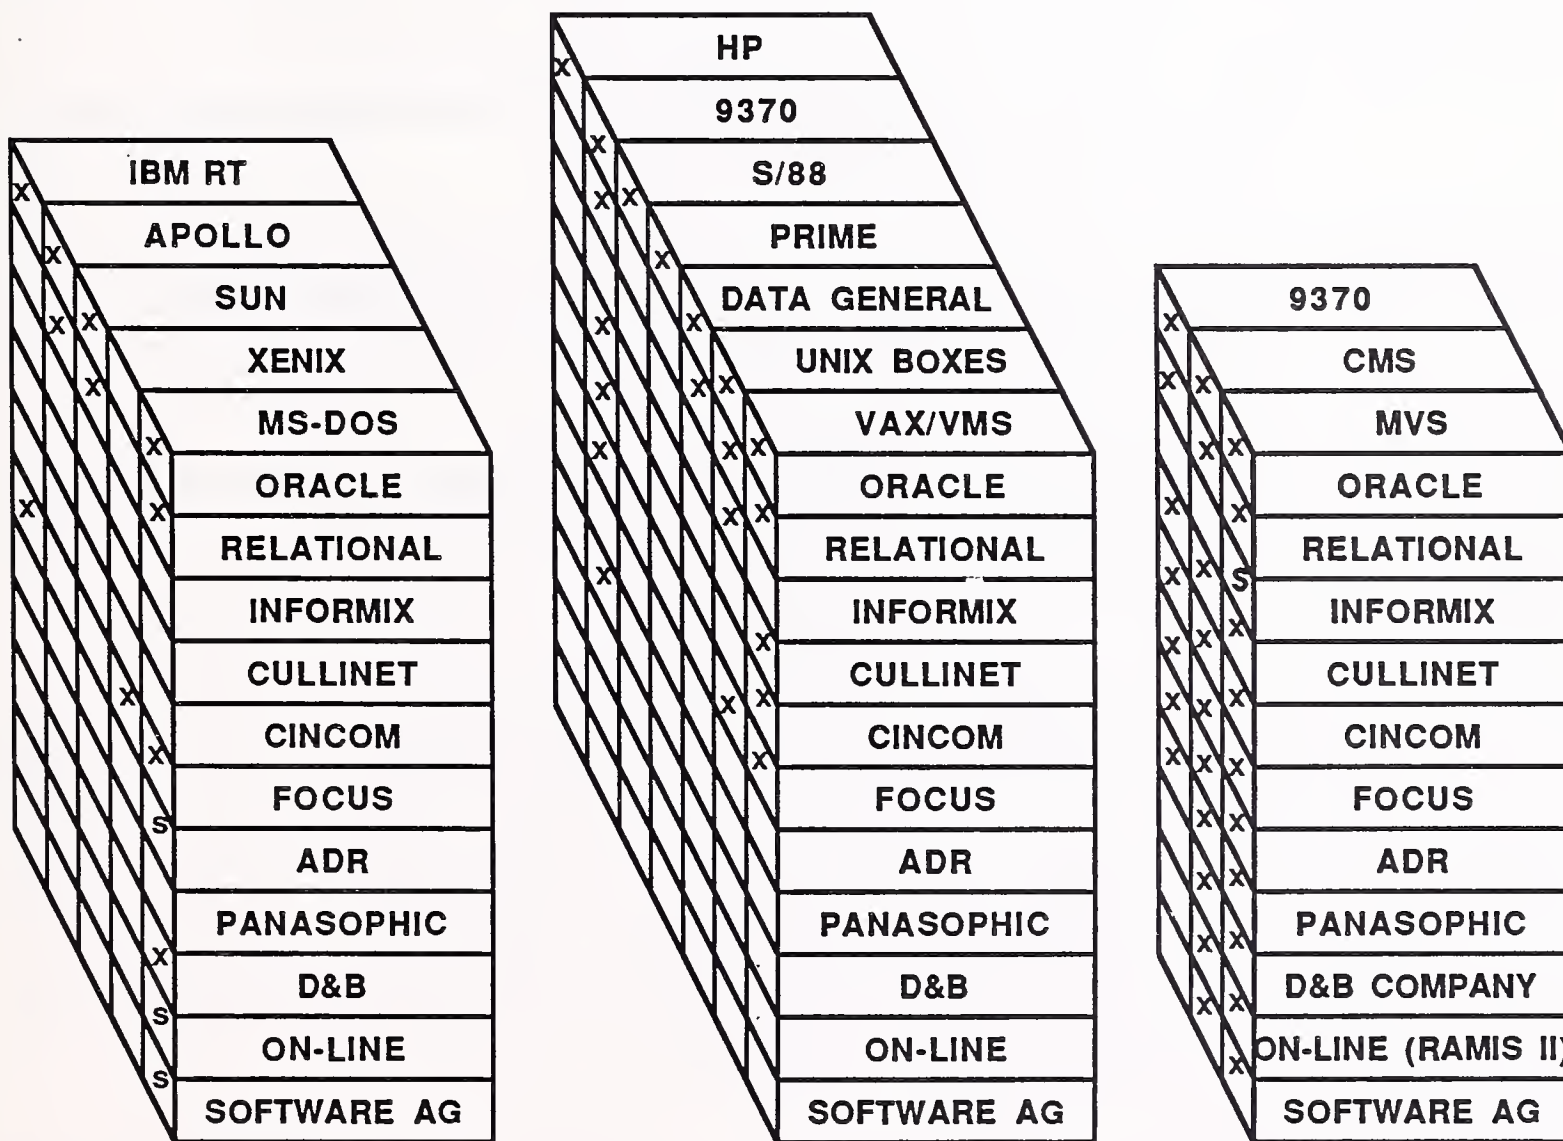 IBM RT
APOLLO
SUN
XENIX
MS-DOS
ORACLE
RELATIONAL
INFORMIX
CULLINET
CINCOM
FOCUS
ADR
PANASOPHIC
D&B
ON-LINE
SOFTWARE AG
X
X
X X
X
X
X
X
X
X
S
X
S
S
HP
9370
S/88
PRIME
DATA GENERAL
UNIX BOXES
VAX/VMS
ORACLE
RELATIONAL
INFORMIX
CULLINET
CINCOM
FOCUS
ADR
PANASOPHIC
D&B
ON-LINE
SOFTWARE AG
X
X
X X
X
X X
X X X
X X X
X X
X
X
X X
X
9370
CMS
MVS
ORACLE
RELATIONAL
INFORMIX
CULLINET
CINCOM
FOCUS
ADR
PANASOPHIC
D&B COMPANY
ON-LINE (RAMIS II)
SOFTWARE AG
X
X X
X X
X X
X X S
X X X
X X X
X X X
X X
X X
X X
X X
X